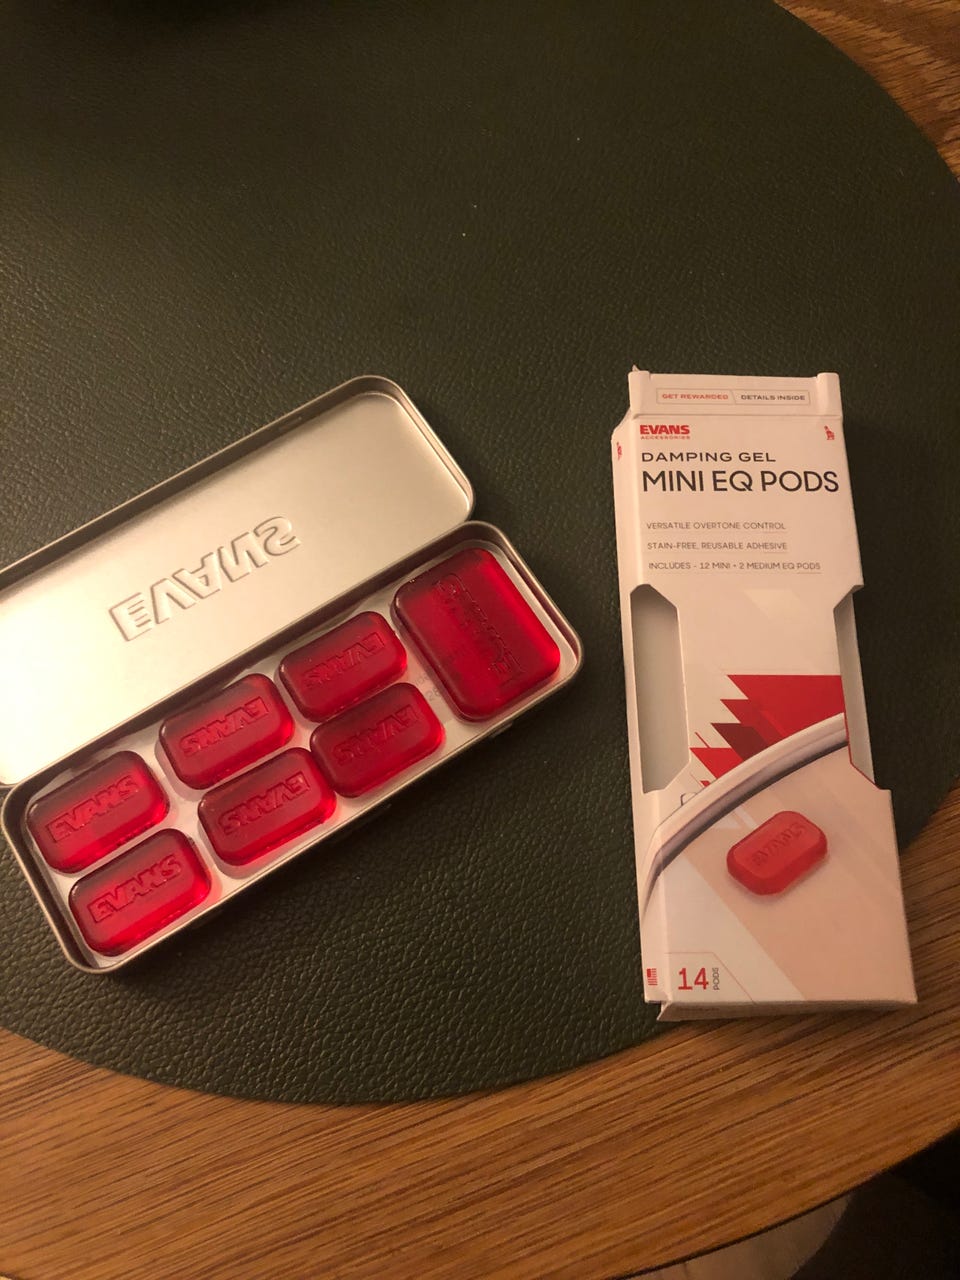 EVANS
EVANS
EVANS
EVANS
EVANS
EVANS
EVANS
EVANS
GET REWARDED DETAILS INSIDE
EVANS
ACCESSORIES
DAMPING GEL
MINI EQ PODS
VERSATILE OVERTONE CONTROL
STAIN-FREE, REUSABLE ADHESIVE
INCLUDES - 12 MINI + 2 MEDIUM EQ PODS
EVANS
14 PODS